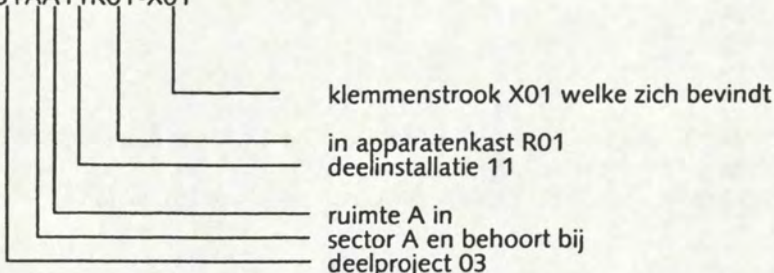 klemmenstrook X01 welke zich bevindt
in apparatenkast R01
deelinstallatie 11
ruimte A in
sector A en behoort bij
deelproject 03